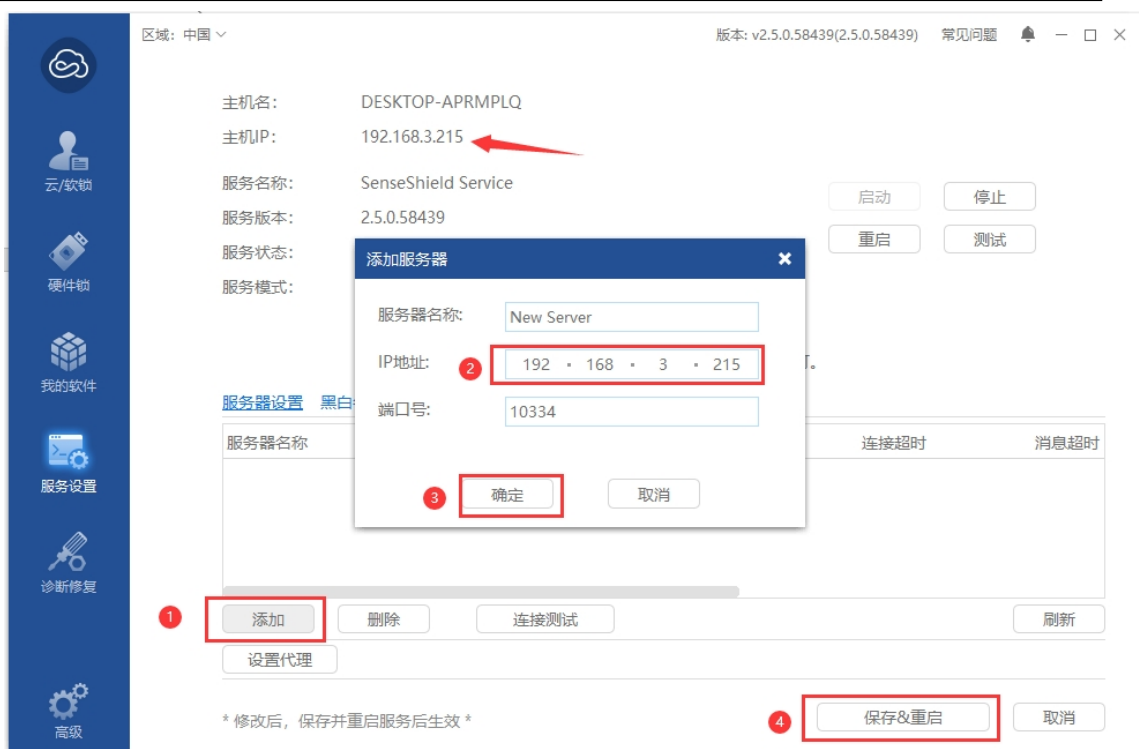 区域: 中国
版本: v2.5.0.58439(2.5.0.58439) 常见问题
主机名: DESKTOP-APRMPLQ
主机IP: 192.168.3.215
云/软锁
服务名称: SenseShield Service
启动 停止
服务版本: 2.5.0.58439
重启 测试
服务状态:
服务模式:
硬件锁
添加服务器
服务器名称: New Server
IP地址: 2 192 · 168 · 3 · 215
端口号: 10334
3 确定 取消
我的软件
服务器设置 黑白
服务器名称 连接超时 消息超时
服务设置
诊断修复
1 添加 删除 连接测试 刷新
设置代理
高级
* 修改后，保存并重启服务后生效 *
4 保存&重启 取消